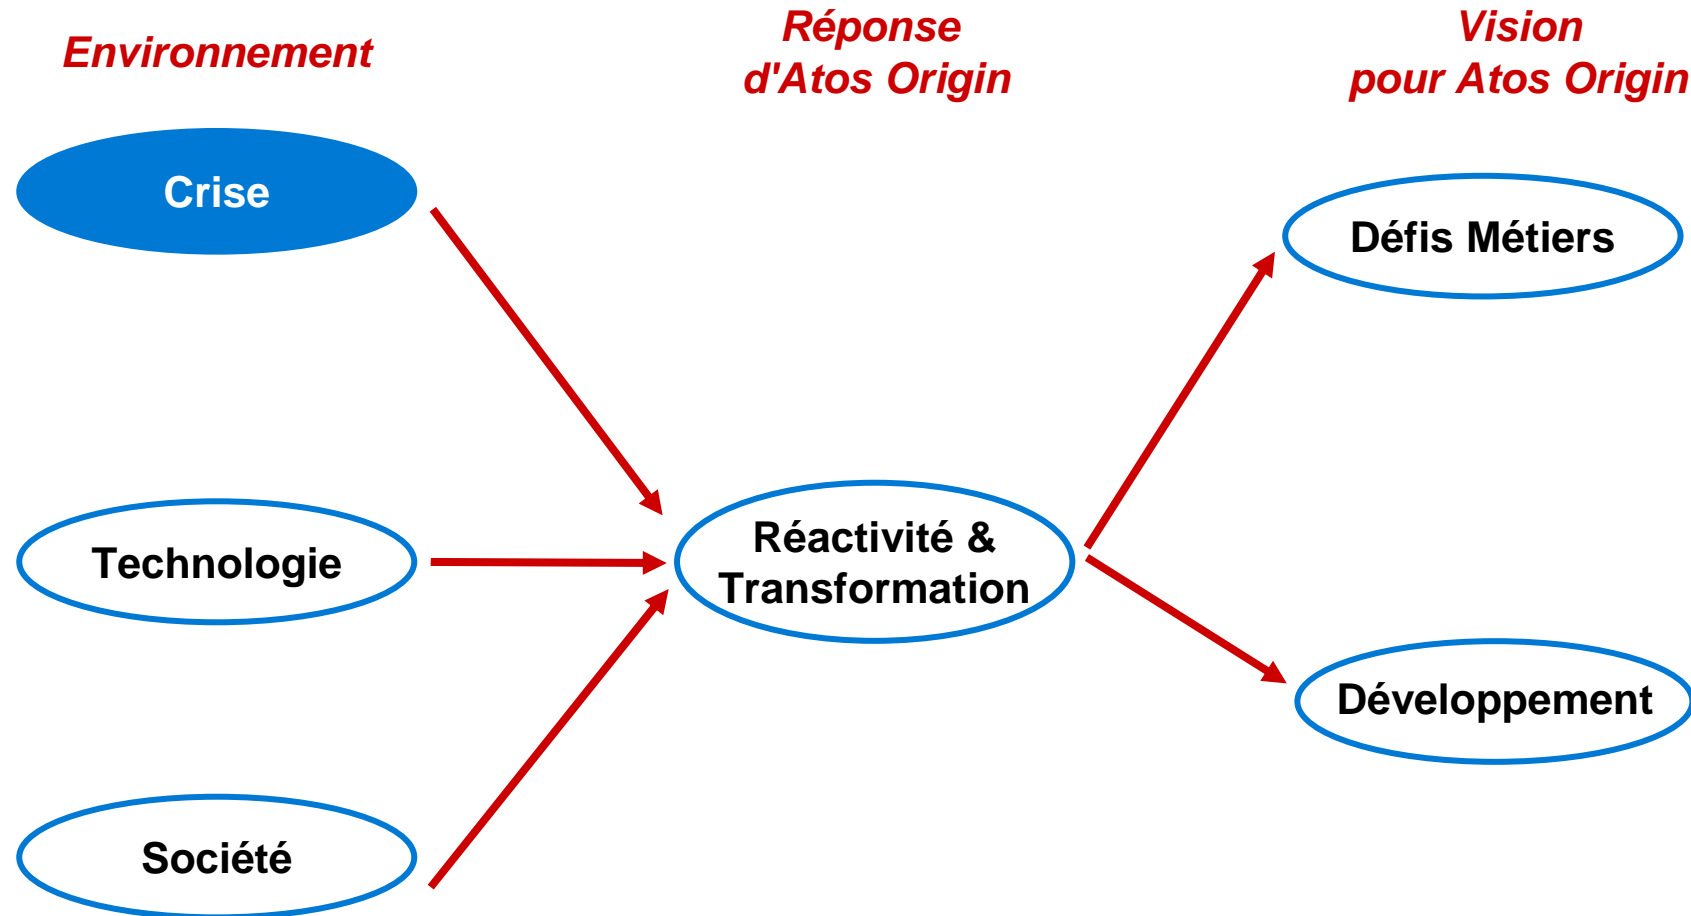 Environnement
Réponse
d'Atos Origin
Vision
pour Atos Origin
Crise
Défis Métiers
Technologie
Réactivité &
Transformation
Développement
Société